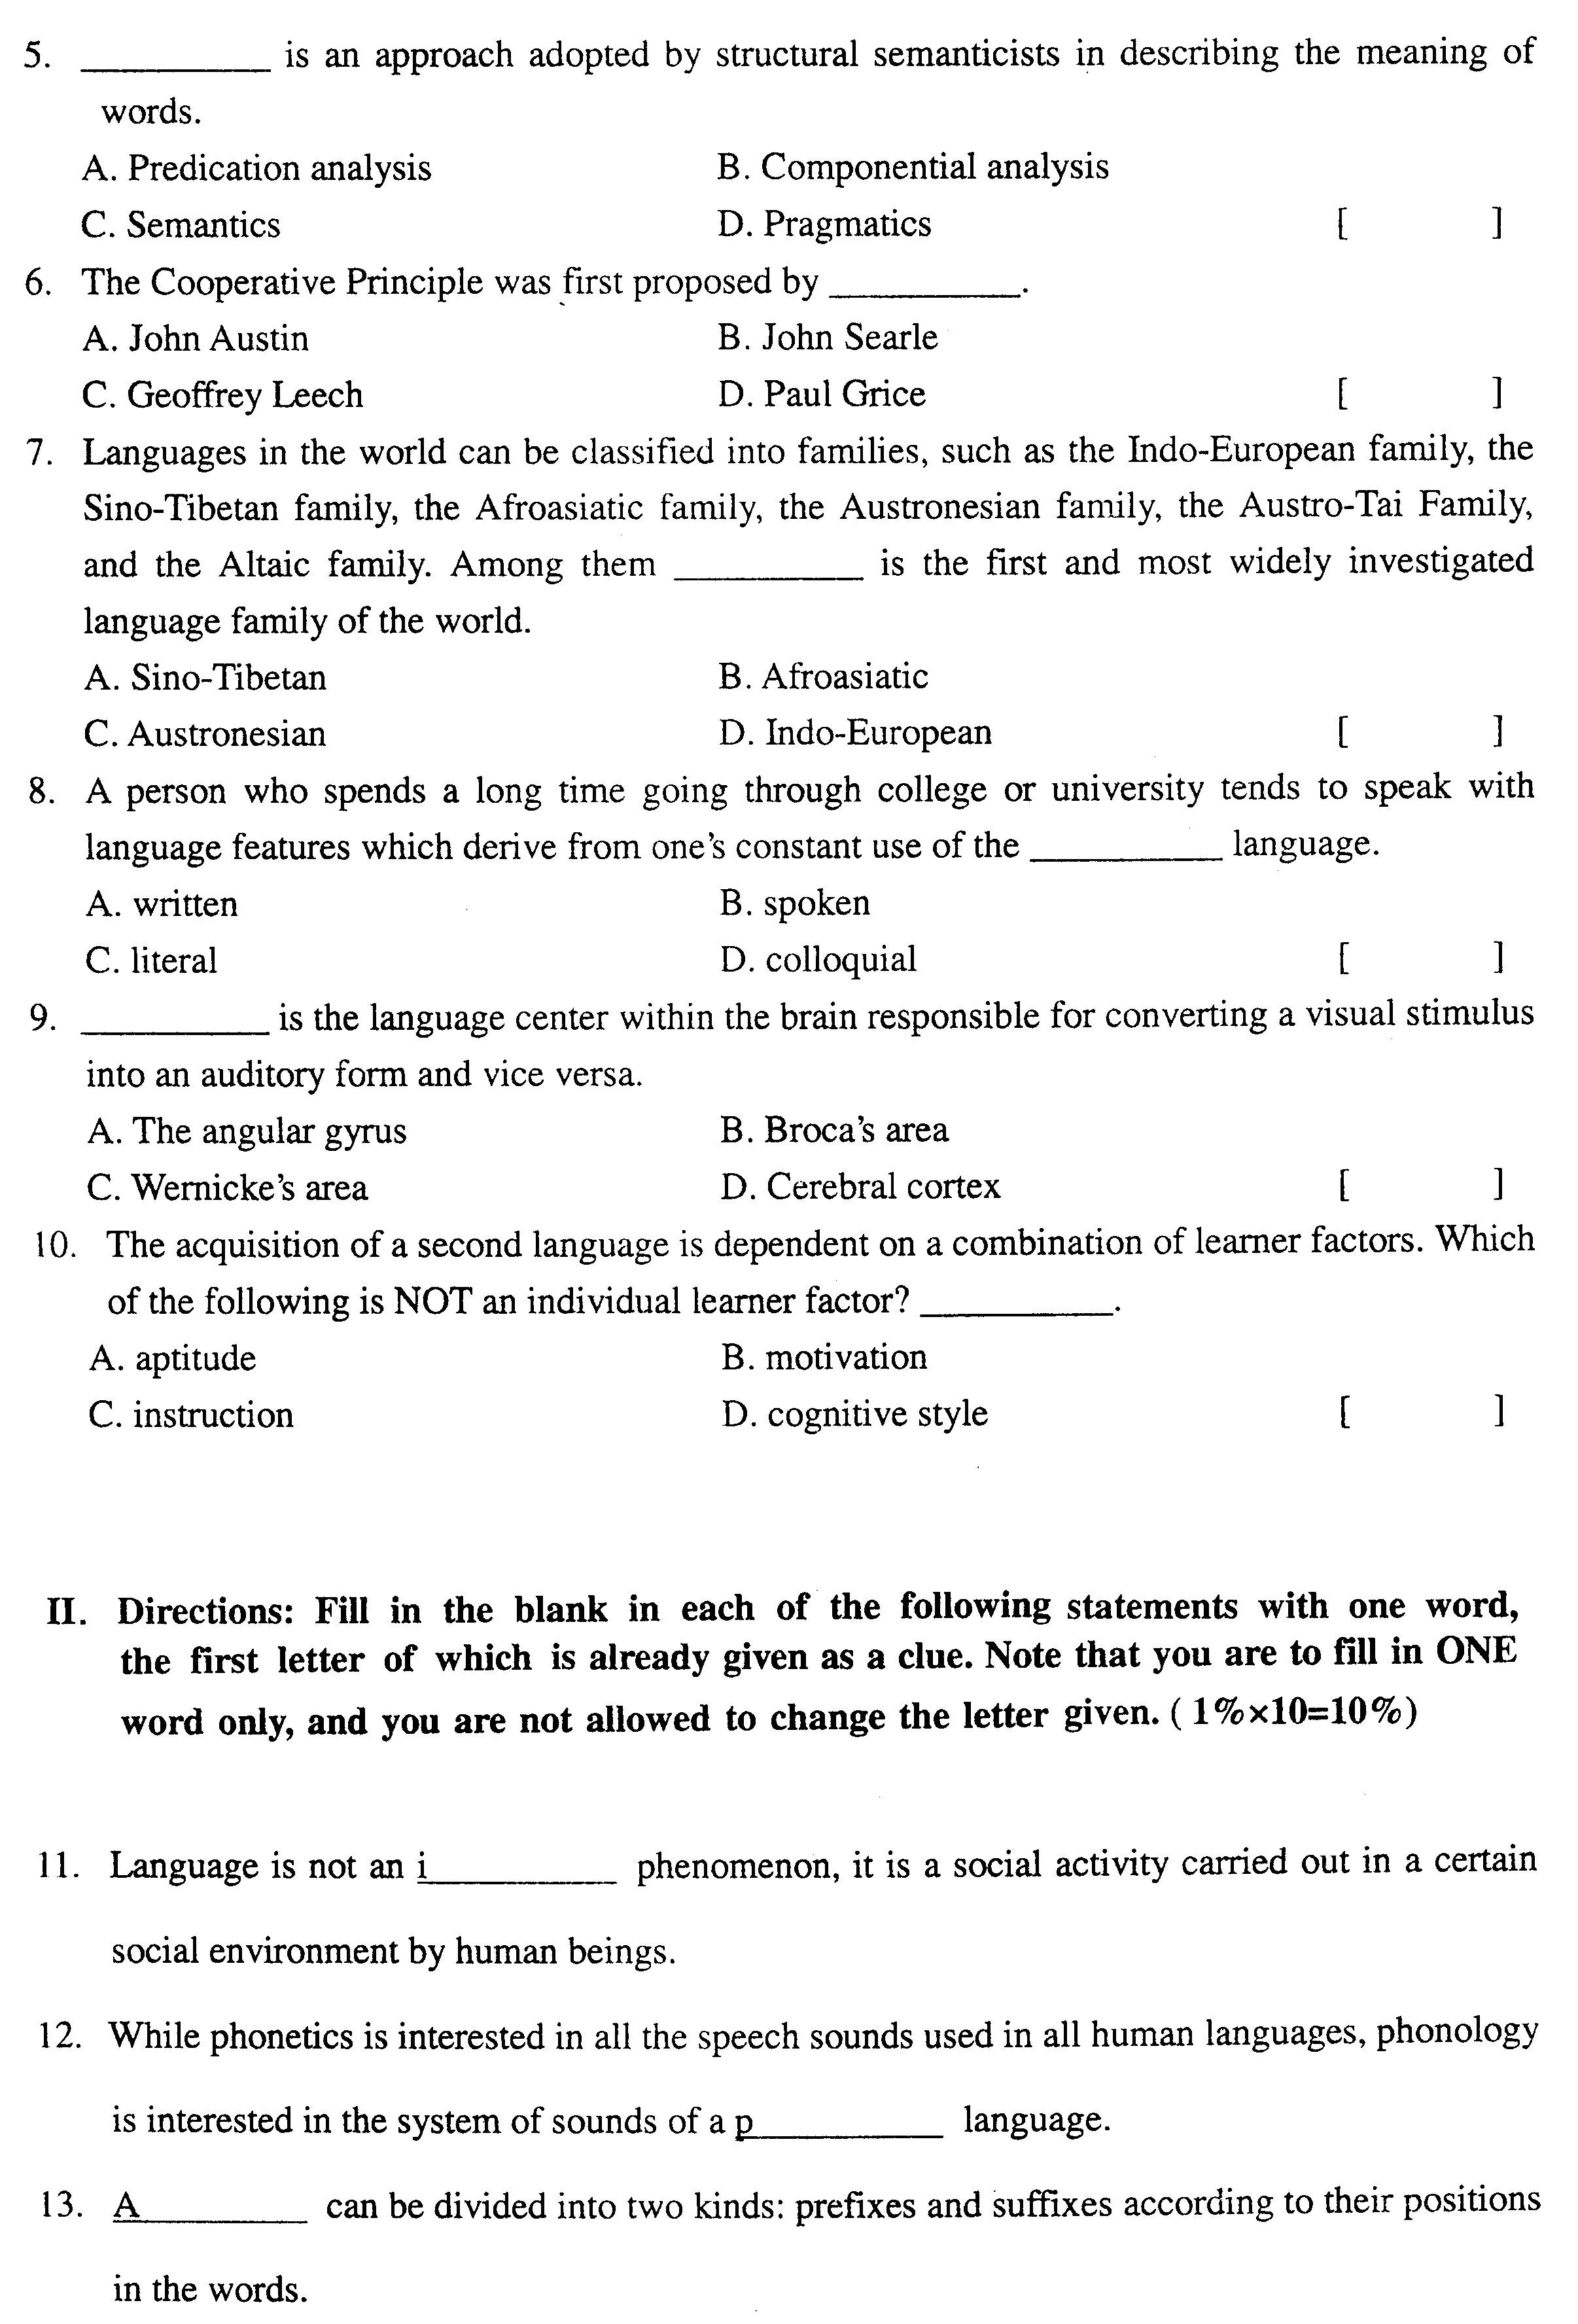 5. __________ is an approach adopted by structural semanticists in describing the meaning of
words.
A. Predication analysis B. Componential analysis
C. Semantics D. Pragmatics [ ]
6. The Cooperative Principle was first proposed by __________.
A. John Austin B. John Searle
C. Geoffrey Leech D. Paul Grice [ ]
7. Languages in the world can be classified into families, such as the Indo-European family, the
Sino-Tibetan family, the Afroasiatic family, the Austronesian family, the Austro-Tai Family,
and the Altaic family. Among them __________ is the first and most widely investigated
language family of the world.
A. Sino-Tibetan B. Afroasiatic
C. Austronesian D. Indo-European [ ]
8. A person who spends a long time going through college or university tends to speak with
language features which derive from one's constant use of the __________ language.
A. written B. spoken
C. literal D. colloquial [ ]
9. __________ is the language center within the brain responsible for converting a visual stimulus
into an auditory form and vice versa.
A. The angular gyrus B. Broca's area
C. Wernicke's area D. Cerebral cortex [ ]
10. The acquisition of a second language is dependent on a combination of learner factors. Which
of the following is NOT an individual learner factor? __________.
A. aptitude B. motivation
C. instruction D. cognitive style [ ]
II. Directions: Fill in the blank in each of the following statements with one word,
the first letter of which is already given as a clue. Note that you are to fill in ONE
word only, and you are not allowed to change the letter given. ( 1%×10=10%)
11. Language is not an i__________ phenomenon, it is a social activity carried out in a certain
social environment by human beings.
12. While phonetics is interested in all the speech sounds used in all human languages, phonology
is interested in the system of sounds of a p__________ language.
13. A__________ can be divided into two kinds: prefixes and suffixes according to their positions
in the words.